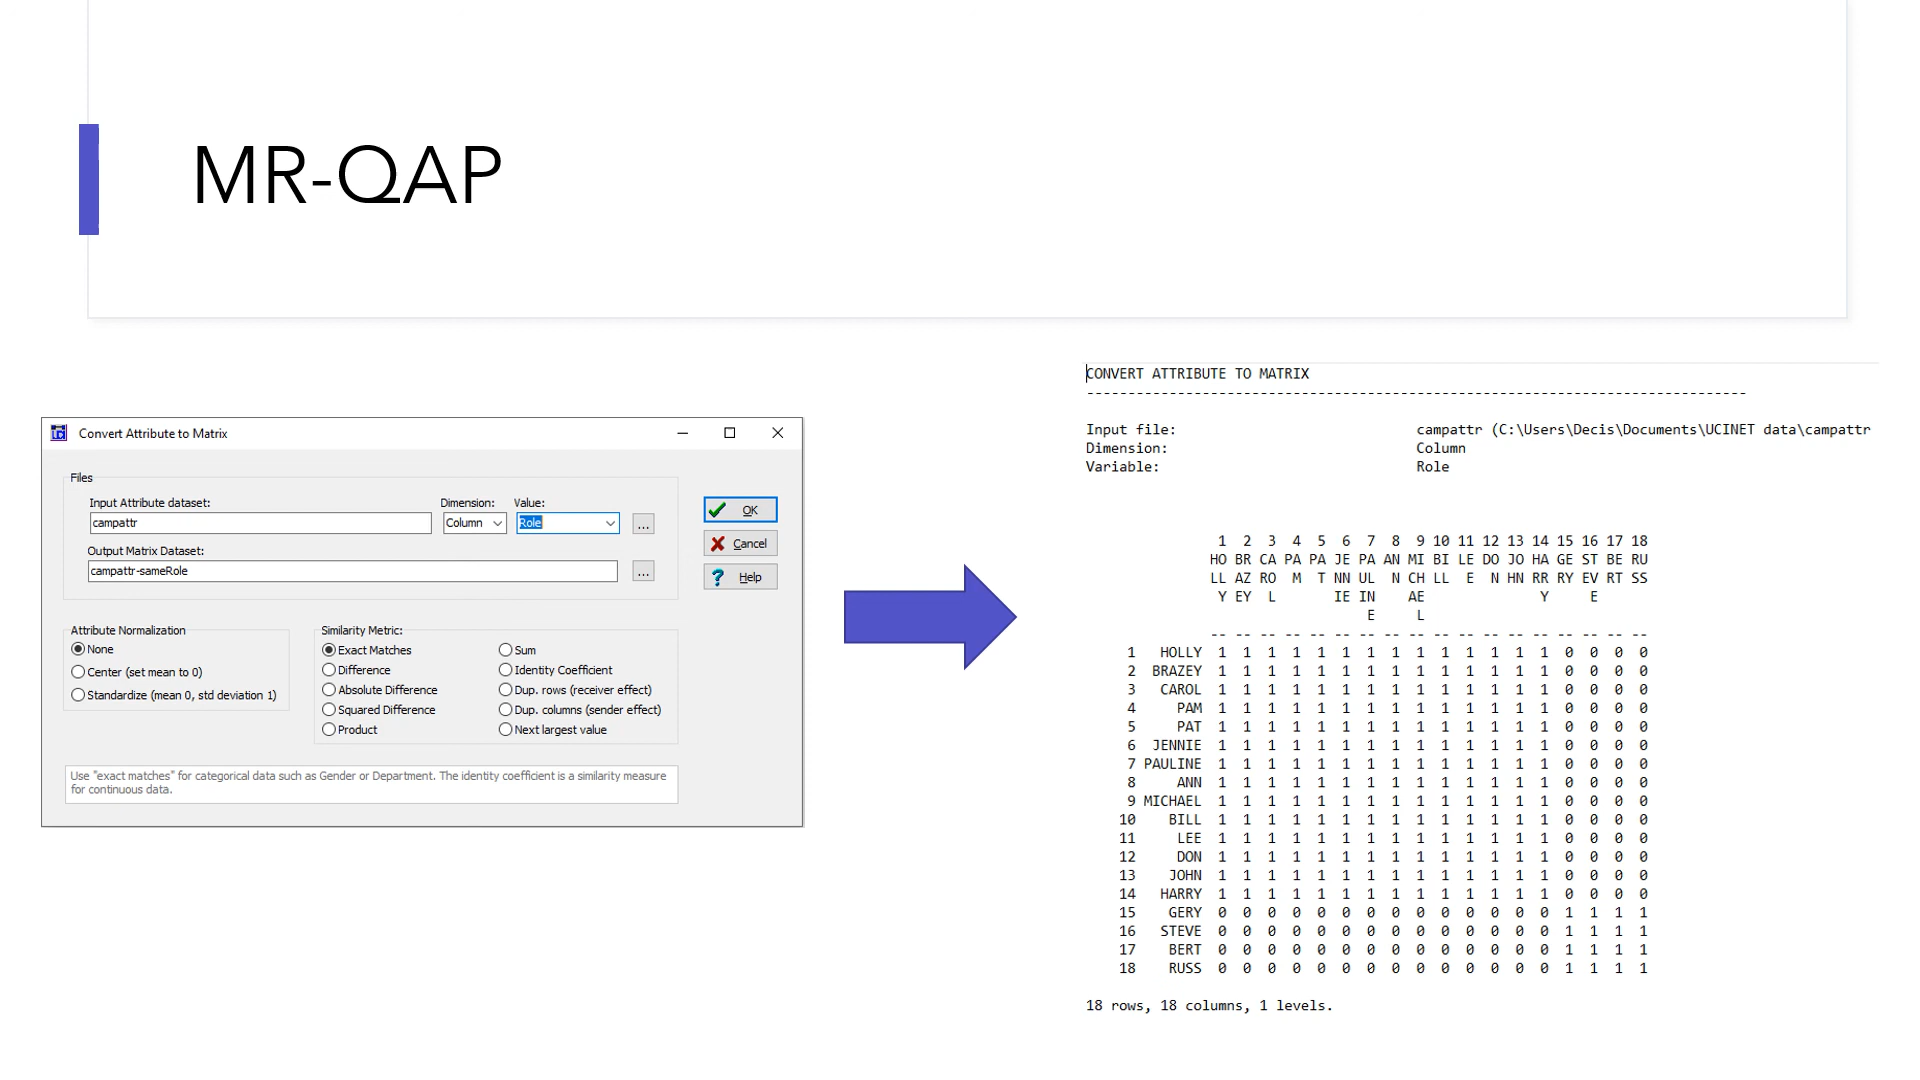 MR-QAP
Convert Attribute to Matrix
Files
Input Attribute dataset: Dimension: Value:
campattr Column Role ...
Output Matrix Dataset:
campattr-sameRole ...
OK
Cancel
Help
Attribute Normalization
None
Center (set mean to 0)
Standardize (mean 0, std deviation 1)
Similarity Metric:
Exact Matches Sum
Difference Identity Coefficient
Absolute Difference Dup. rows (receiver effect)
Squared Difference Dup. columns (sender effect)
Product Next largest value
Use "exact matches" for categorical data such as Gender or Department. The identity coefficient is a similarity measure
for continuous data.
CONVERT ATTRIBUTE TO MATRIX
--------------------------------------------------------------------------------
Input file: campattr (C:\Users\Decis\Documents\UCINET data\campattr
Dimension: Column
Variable: Role
1 2 3 4 5 6 7 8 9 10 11 12 13 14 15 16 17 18
HO BR CA PA PA JE PA AN MI BI LE DO JO HA GE ST BE RU
LL AZ RO M T NN UL N CH LL E N HN RR RY EV RT SS
Y EY L IE IN AE Y E
E L
-- -- -- -- -- -- -- -- -- -- -- -- -- -- -- -- -- --
1 HOLLY 1 1 1 1 1 1 1 1 1 1 1 1 1 1 0 0 0 0
2 BRAZEY 1 1 1 1 1 1 1 1 1 1 1 1 1 1 0 0 0 0
3 CAROL 1 1 1 1 1 1 1 1 1 1 1 1 1 1 0 0 0 0
4 PAM 1 1 1 1 1 1 1 1 1 1 1 1 1 1 0 0 0 0
5 PAT 1 1 1 1 1 1 1 1 1 1 1 1 1 1 0 0 0 0
6 JENNIE 1 1 1 1 1 1 1 1 1 1 1 1 1 1 0 0 0 0
7 PAULINE 1 1 1 1 1 1 1 1 1 1 1 1 1 1 0 0 0 0
8 ANN 1 1 1 1 1 1 1 1 1 1 1 1 1 1 0 0 0 0
9 MICHAEL 1 1 1 1 1 1 1 1 1 1 1 1 1 1 0 0 0 0
10 BILL 1 1 1 1 1 1 1 1 1 1 1 1 1 1 0 0 0 0
11 LEE 1 1 1 1 1 1 1 1 1 1 1 1 1 1 0 0 0 0
12 DON 1 1 1 1 1 1 1 1 1 1 1 1 1 1 0 0 0 0
13 JOHN 1 1 1 1 1 1 1 1 1 1 1 1 1 1 0 0 0 0
14 HARRY 1 1 1 1 1 1 1 1 1 1 1 1 1 1 0 0 0 0
15 GERY 0 0 0 0 0 0 0 0 0 0 0 0 0 0 1 1 1 1
16 STEVE 0 0 0 0 0 0 0 0 0 0 0 0 0 0 1 1 1 1
17 BERT 0 0 0 0 0 0 0 0 0 0 0 0 0 0 1 1 1 1
18 RUSS 0 0 0 0 0 0 0 0 0 0 0 0 0 0 1 1 1 1
18 rows, 18 columns, 1 levels.